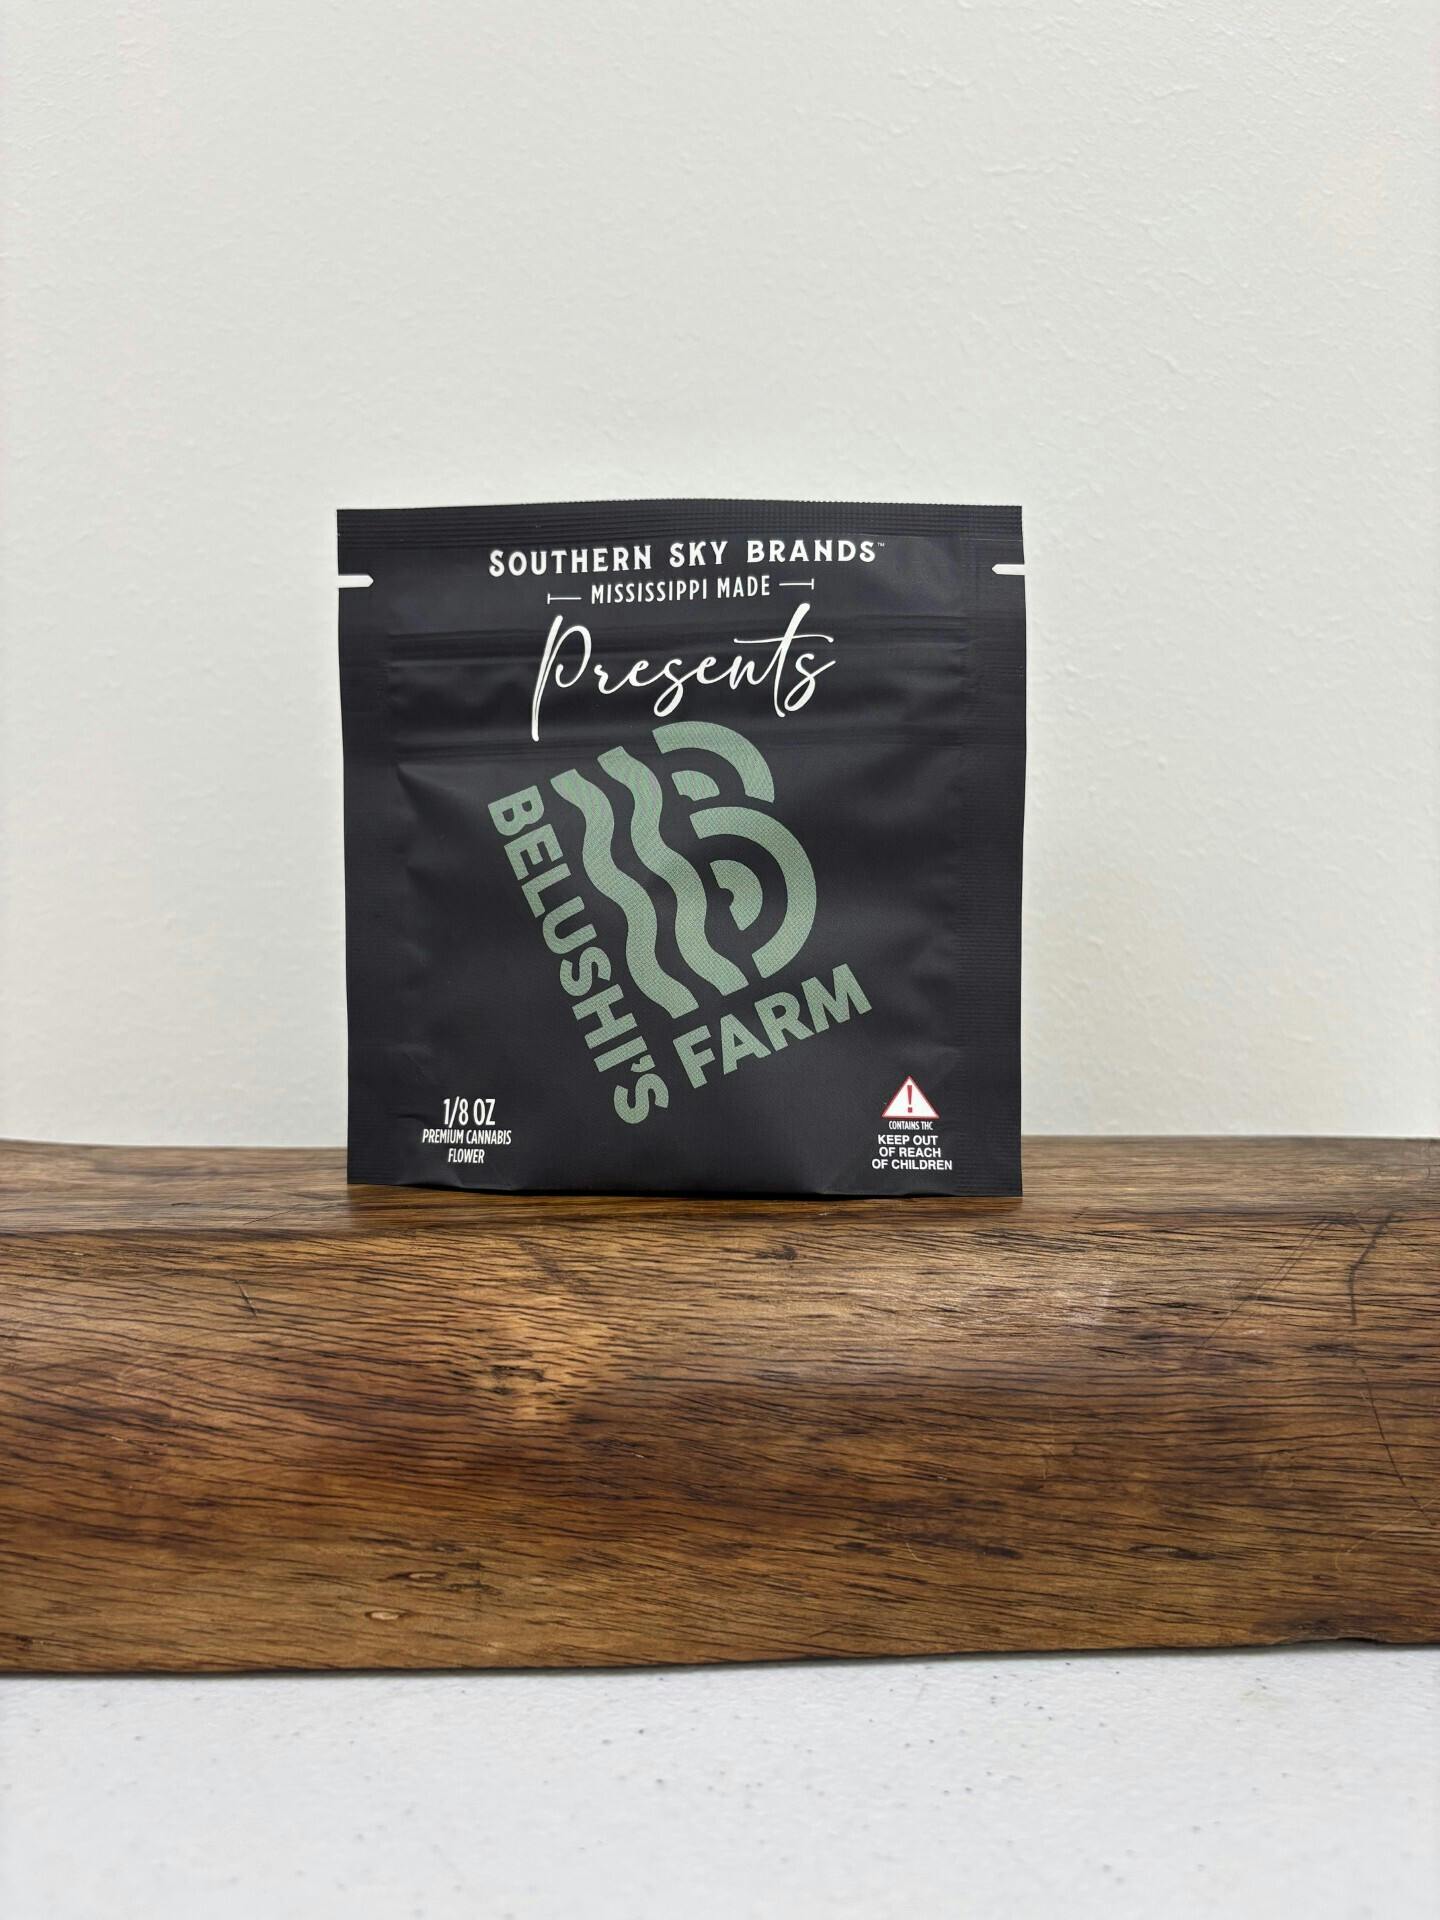 SOUTHERN SKY BRANDS™
MISSISSIPPI MADE
Presents
BELUSHI'S
FARM
1/8 OZ
PREMIUM CANNABIS
FLOWER
!
CONTAINS THC
KEEP OUT
OF REACH
OF CHILDREN